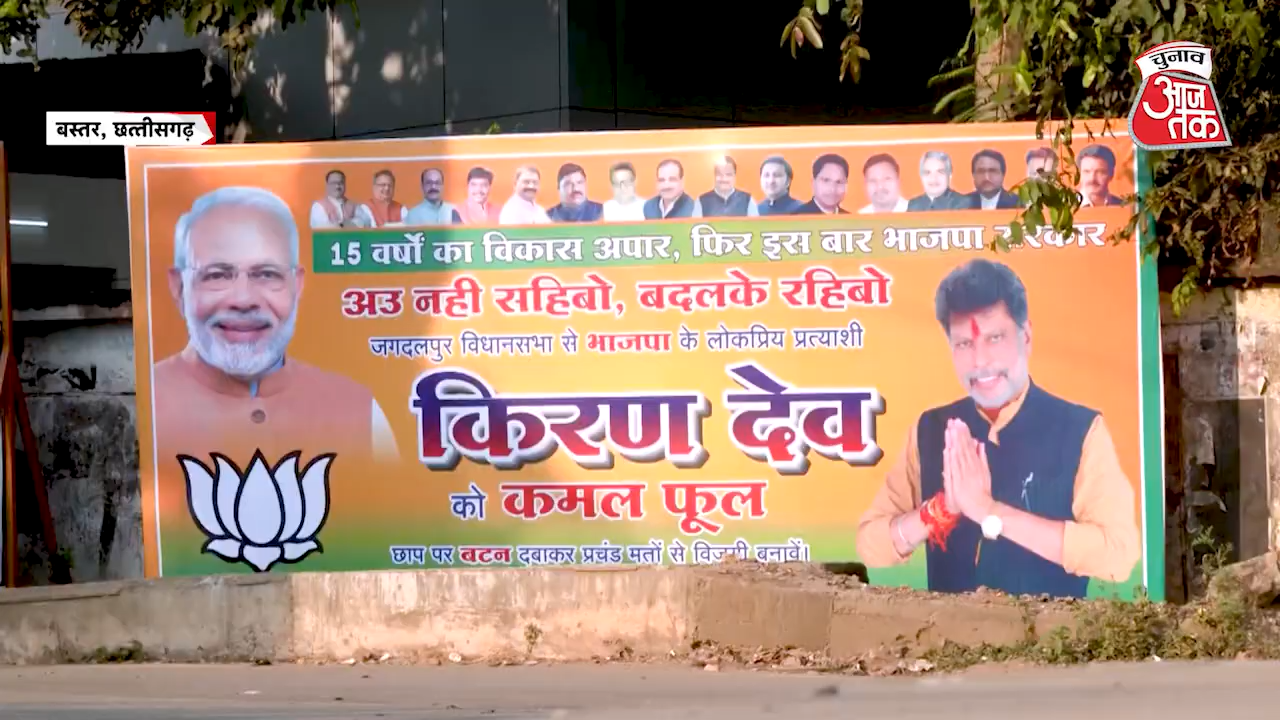 चुनाव
आज
तक
बस्तर, छत्तीसगढ़
15 वर्षों का विकास अपार, फिर इस बार भाजपा सरकार
अउ नही सहिबो, बदलके रहिबो
जगदलपुर विधानसभा से भाजपा के लोकप्रिय प्रत्याशी
किरण देव
को कमल फूल
छाप पर बटन दबाकर प्रचंड मतों से विजयी बनावें।